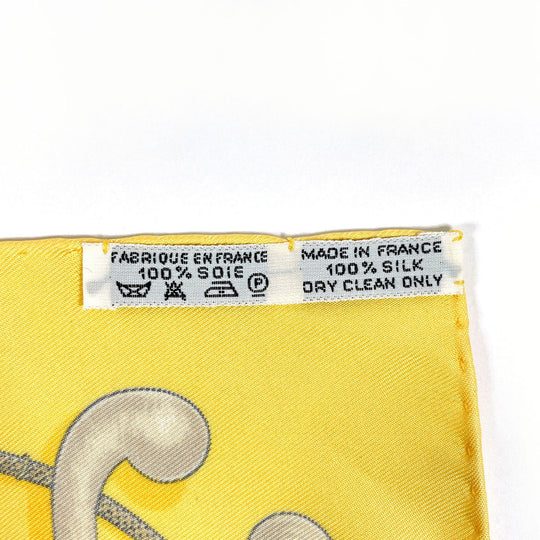 FABRIQUE EN FRANCE
100% SOIE
P
MADE IN FRANCE
100% SILK
DRY CLEAN ONLY